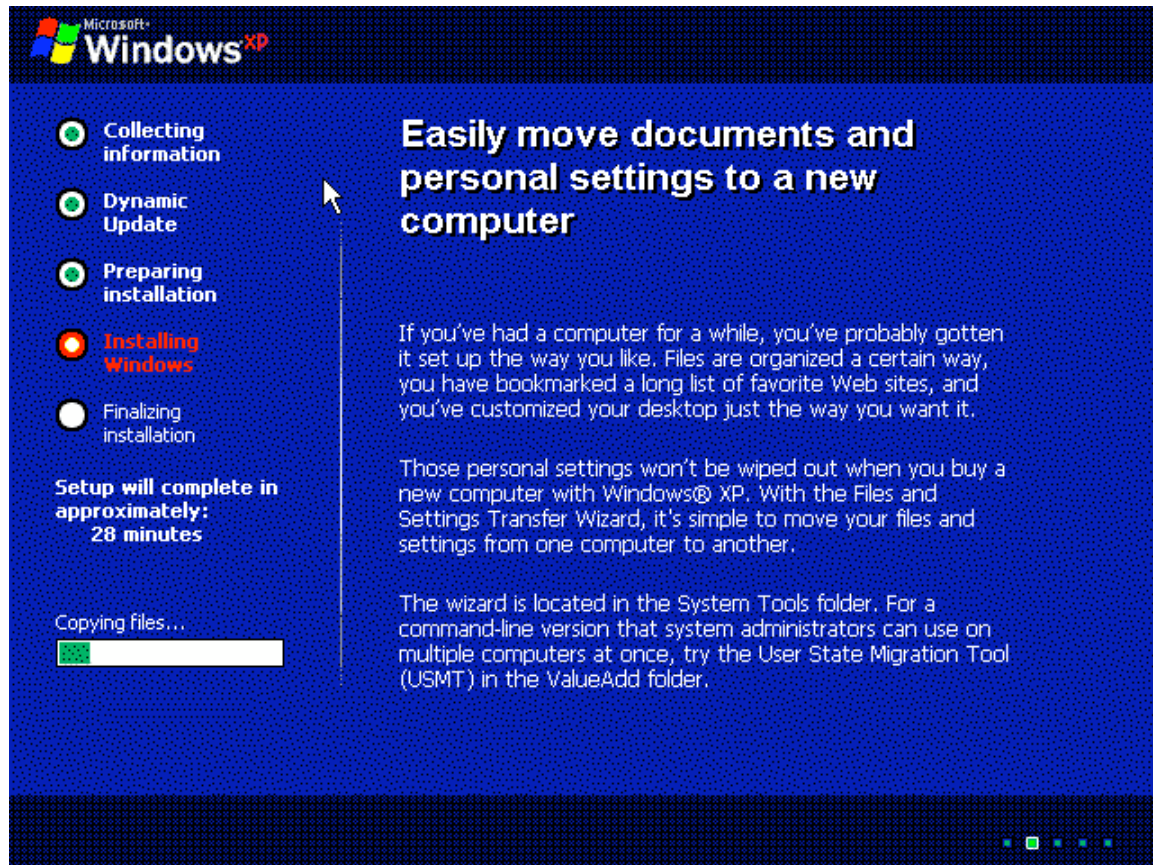 Microsoft®
Windows XP
Collecting
information
Dynamic
Update
Preparing
installation
Installing
Windows
Finalizing
installation
Setup will complete in
approximately:
28 minutes
Copying files...
Easily move documents and
personal settings to a new
computer
If you've had a computer for a while, you've probably gotten
it set up the way you like. Files are organized a certain way,
you have bookmarked a long list of favorite Web sites, and
you've customized your desktop just the way you want it.
Those personal settings won't be wiped out when you buy a
new computer with Windows® XP. With the Files and
Settings Transfer Wizard, it's simple to move your files and
settings from one computer to another.
The wizard is located in the System Tools folder. For a
command-line version that system administrators can use on
multiple computers at once, try the User State Migration Tool
(USMT) in the ValueAdd folder.